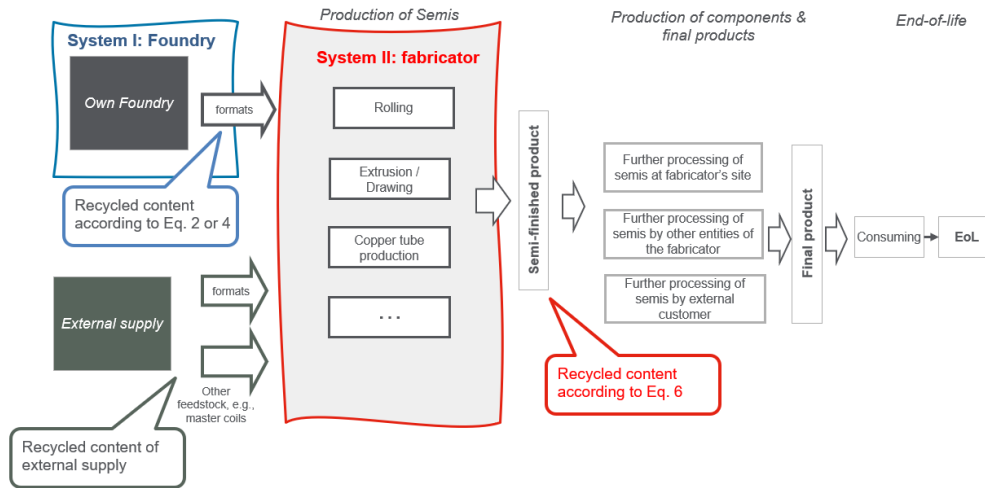 Production of Semis
Production of components &
final products
End-of-life
System I: Foundry
Own Foundry
formats
Recycled content
according to Eq. 2 or 4
External supply
formats
Other
feedstock, e.g.,
master coils
Recycled content of
external supply
System II: fabricator
Rolling
Extrusion /
Drawing
Copper tube
production
...
Semi-finished product
Recycled content
according to Eq. 6
Further processing of
semis at fabricator's site
Further processing of
semis by other entities of
the fabricator
Further processing of
semis by external
customer
Final product
Consuming
EoL